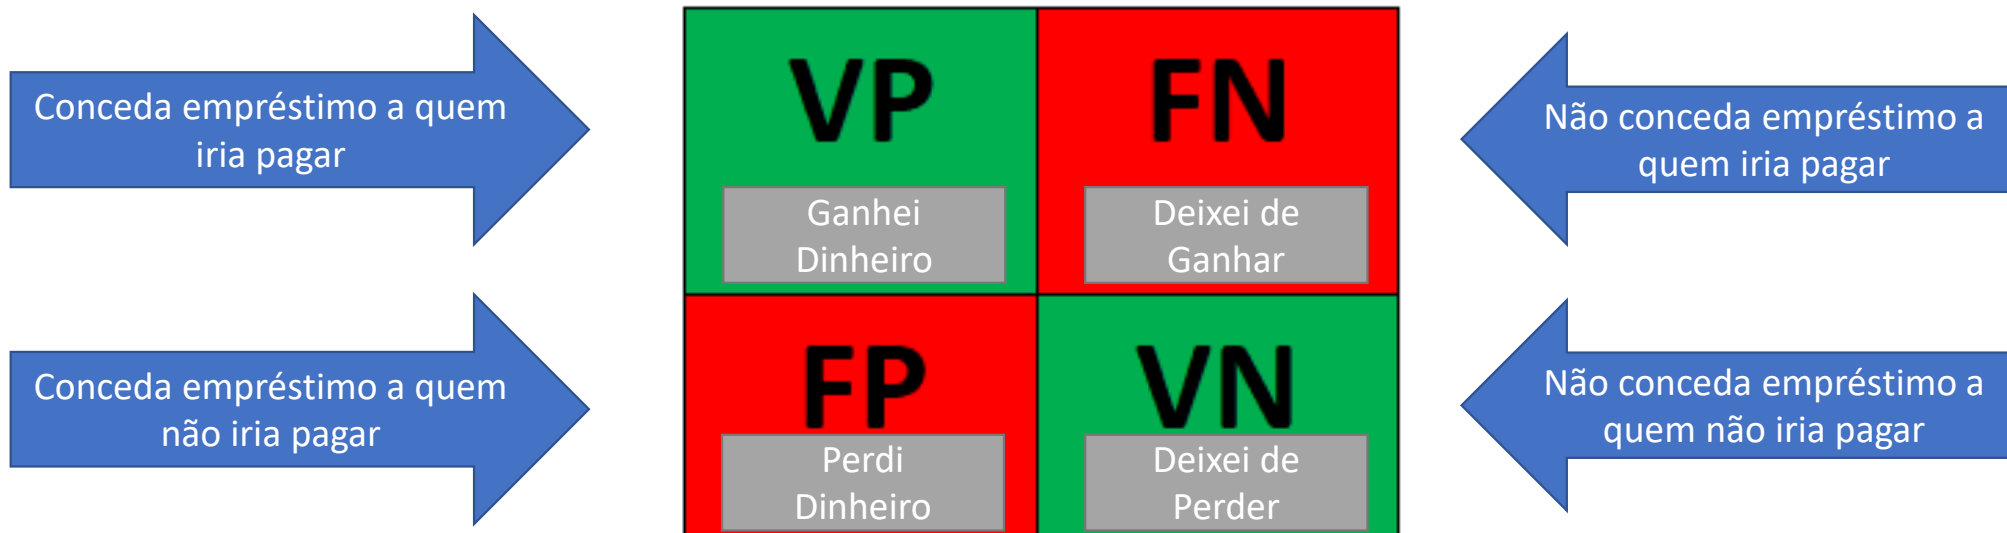 Conceda empréstimo a quem
iria pagar
VP
Ganhei
Dinheiro
FN
Deixei de
Ganhar
Não conceda empréstimo a
quem iria pagar
Conceda empréstimo a quem
não iria pagar
FP
Perdi
Dinheiro
VN
Deixei de
Perder
Não conceda empréstimo a
quem não iria pagar